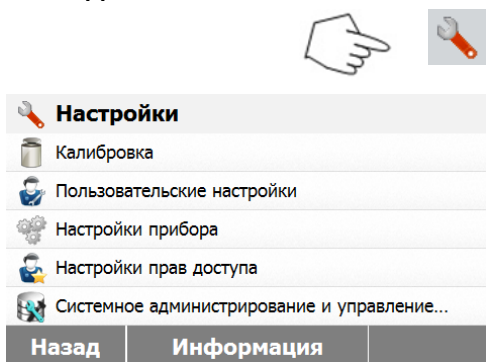 Настройки
Калибровка
Пользовательские настройки
Настройки прибора
Настройки прав доступа
Системное администрирование и управление...
Назад Информация